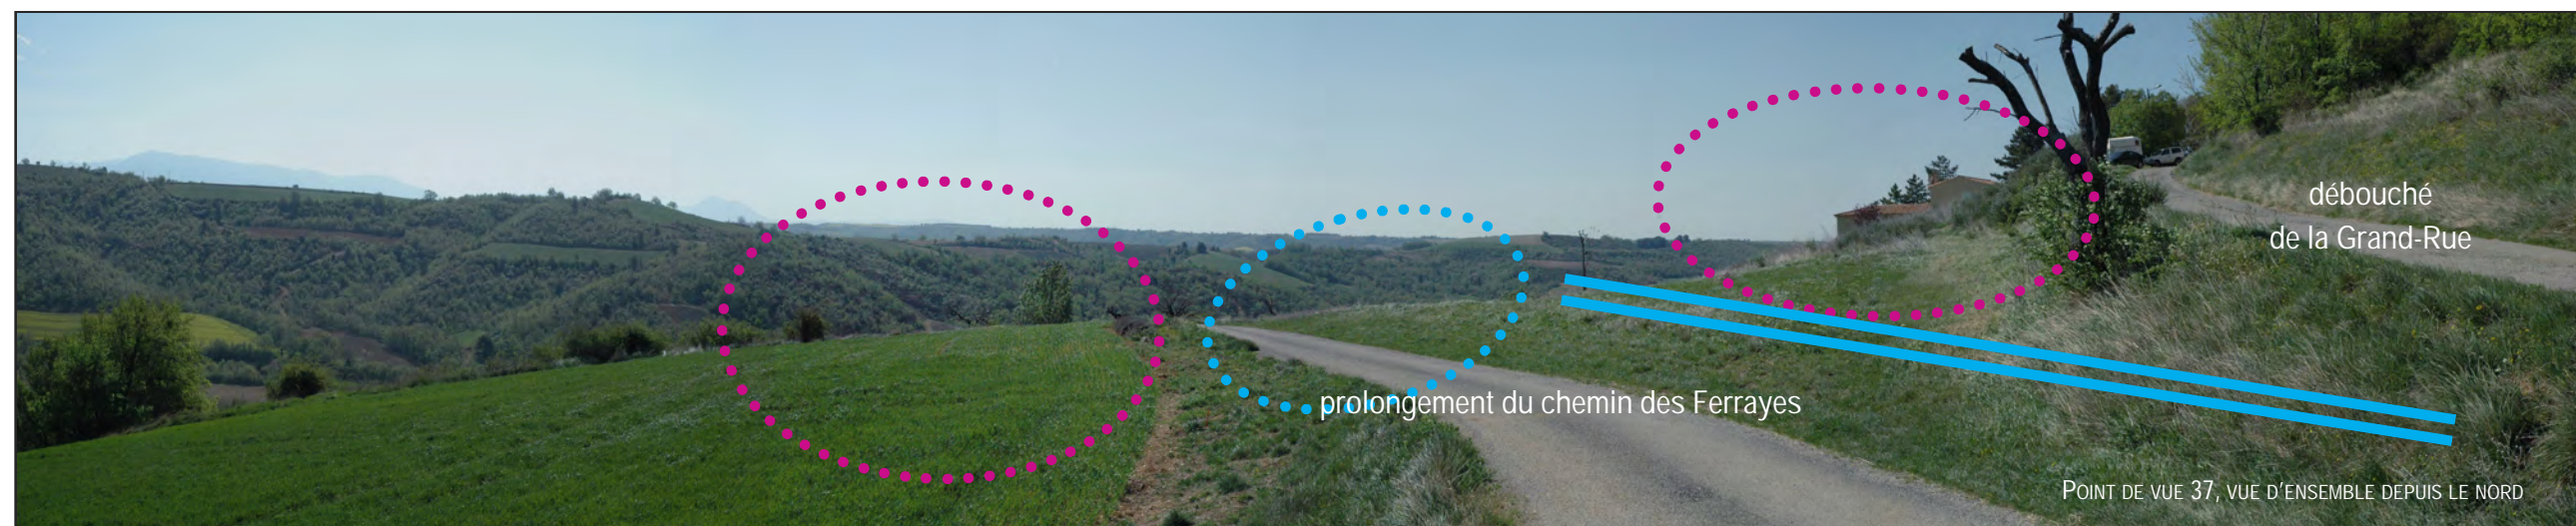 débouché
de la Grand-Rue
prolongement du chemin des Ferrayes
POINT DE VUE 37, VUE D'ENSEMBLE DEPUIS LE NORD